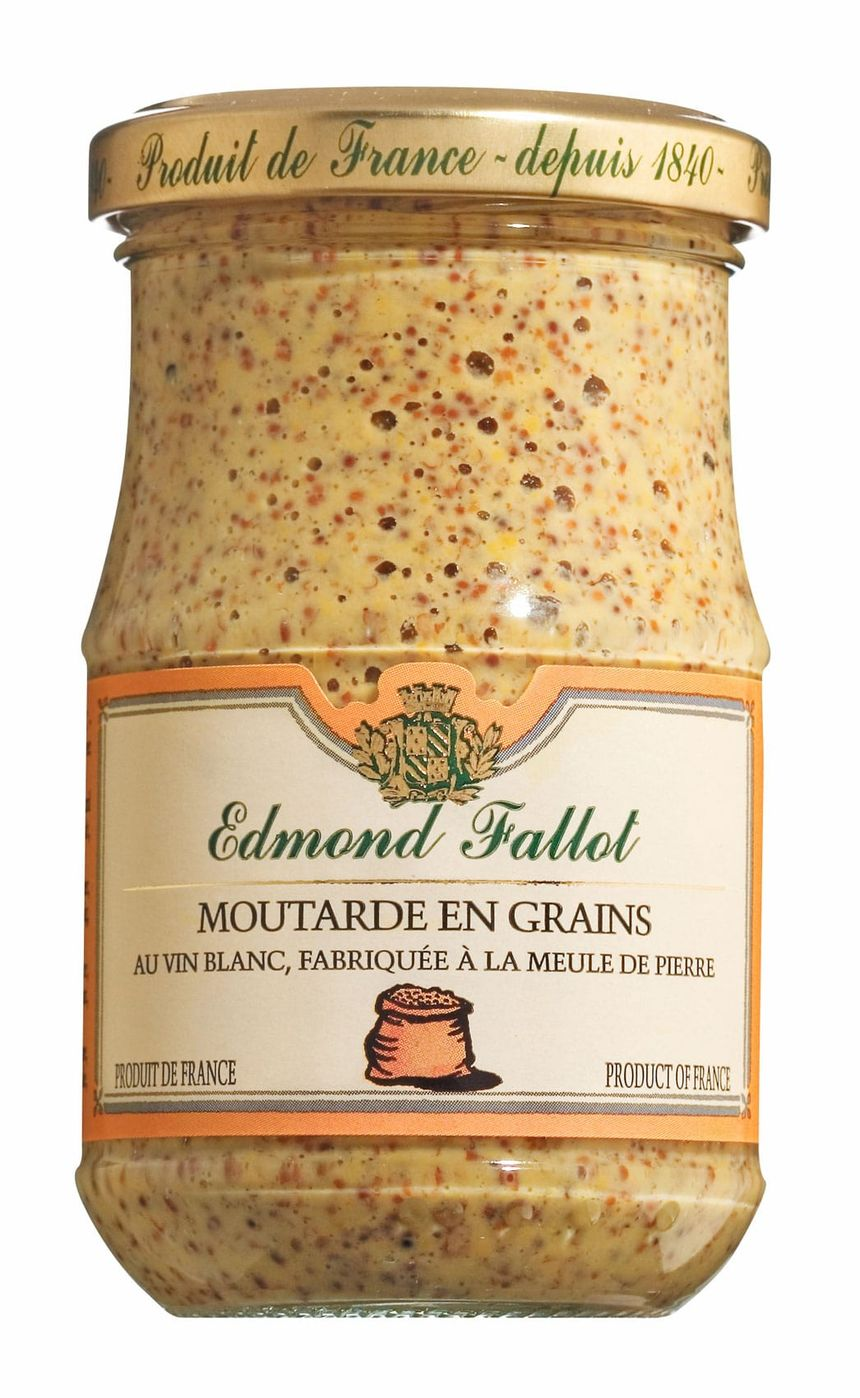 Produit de France ~ depuis 1840 -
Edmond Fallot
MOUTARDE EN GRAINS
AU VIN BLANC, FABRIQUÉE À LA MEULE DE PIERRE
PRODUIT DE FRANCE
PRODUCT OF FRANCE